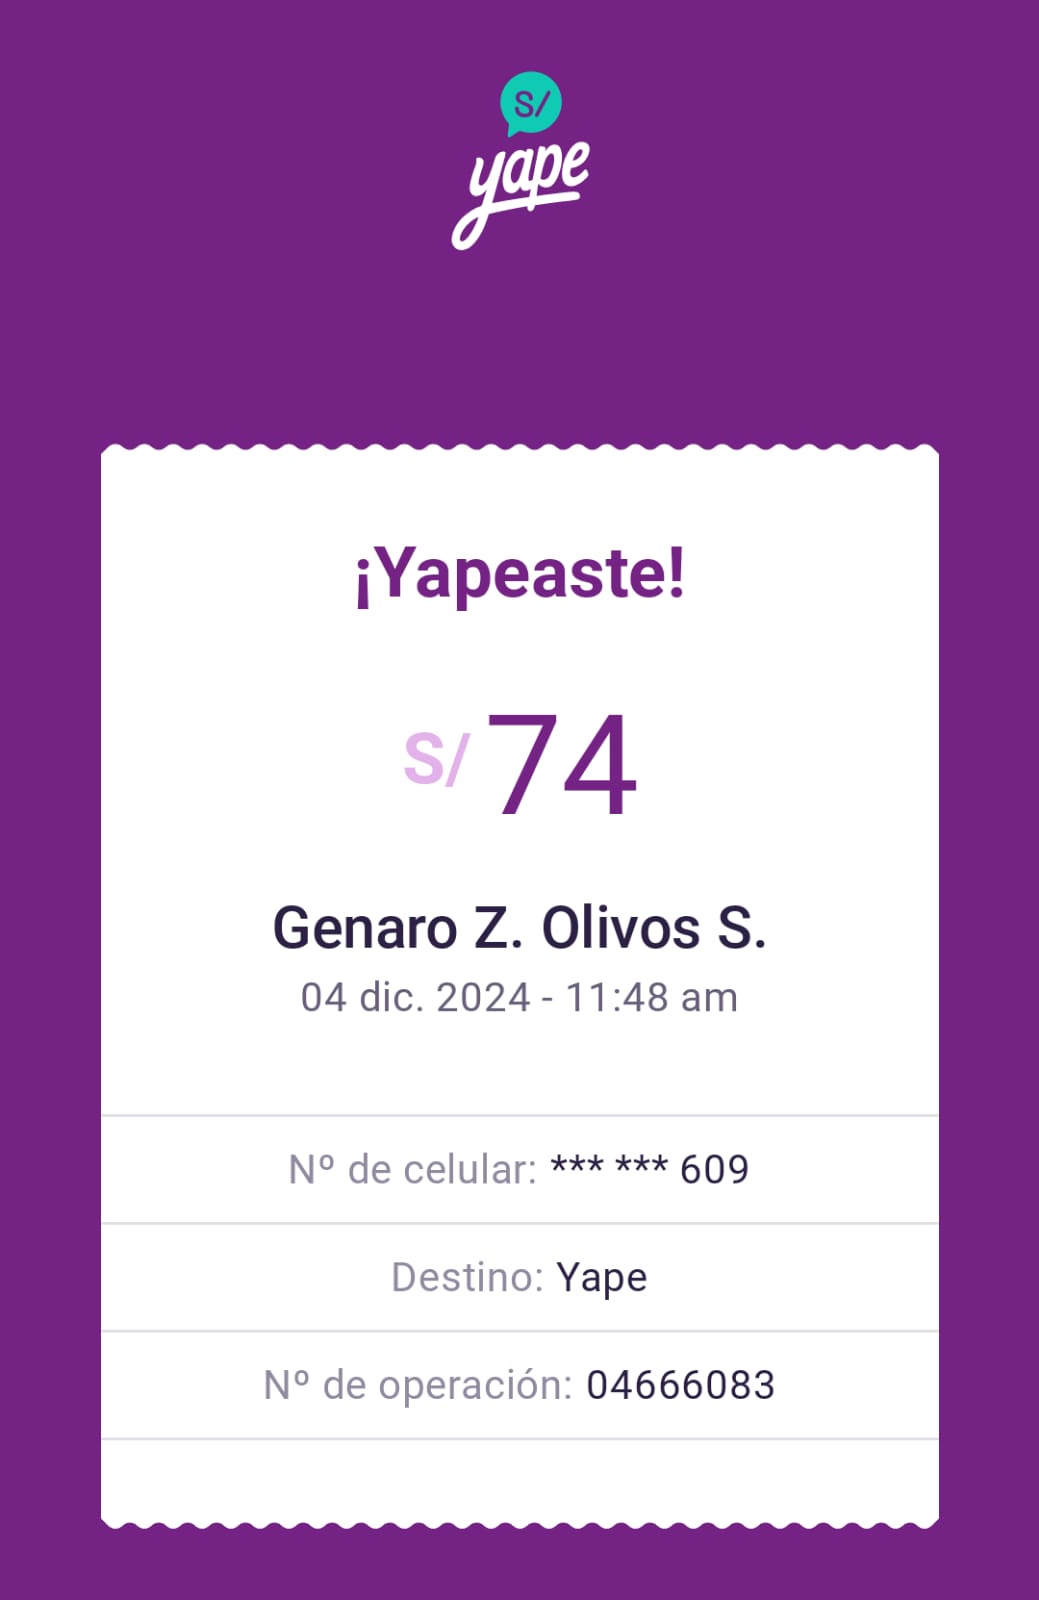 S/
yape
¡Yapeaste!
S/ 74
Genaro Z. Olivos S.
04 dic. 2024 - 11:48 am
Nº de celular: *** *** 609
Destino: Yape
Nº de operación: 04666083